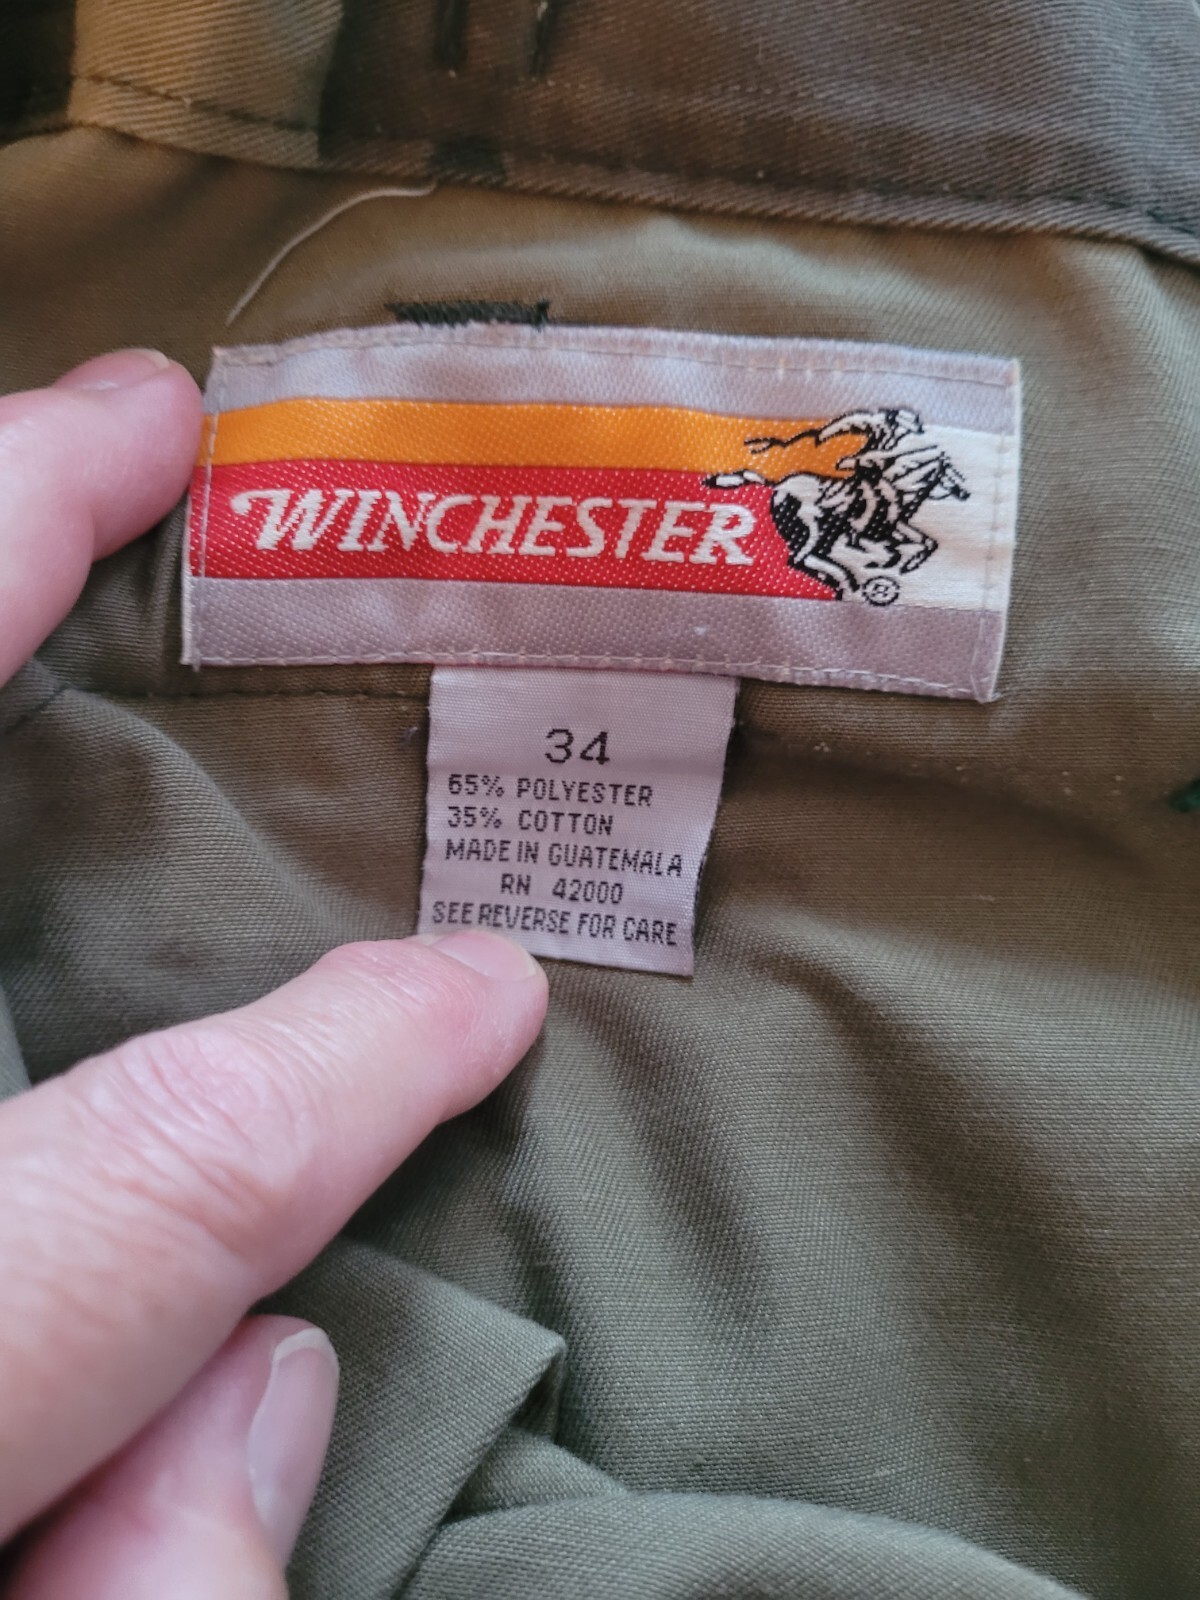 WINCHESTER
®
34
65% POLYESTER
35% COTTON
MADE IN GUATEMALA
RN 42000
SEE REVERSE FOR CARE